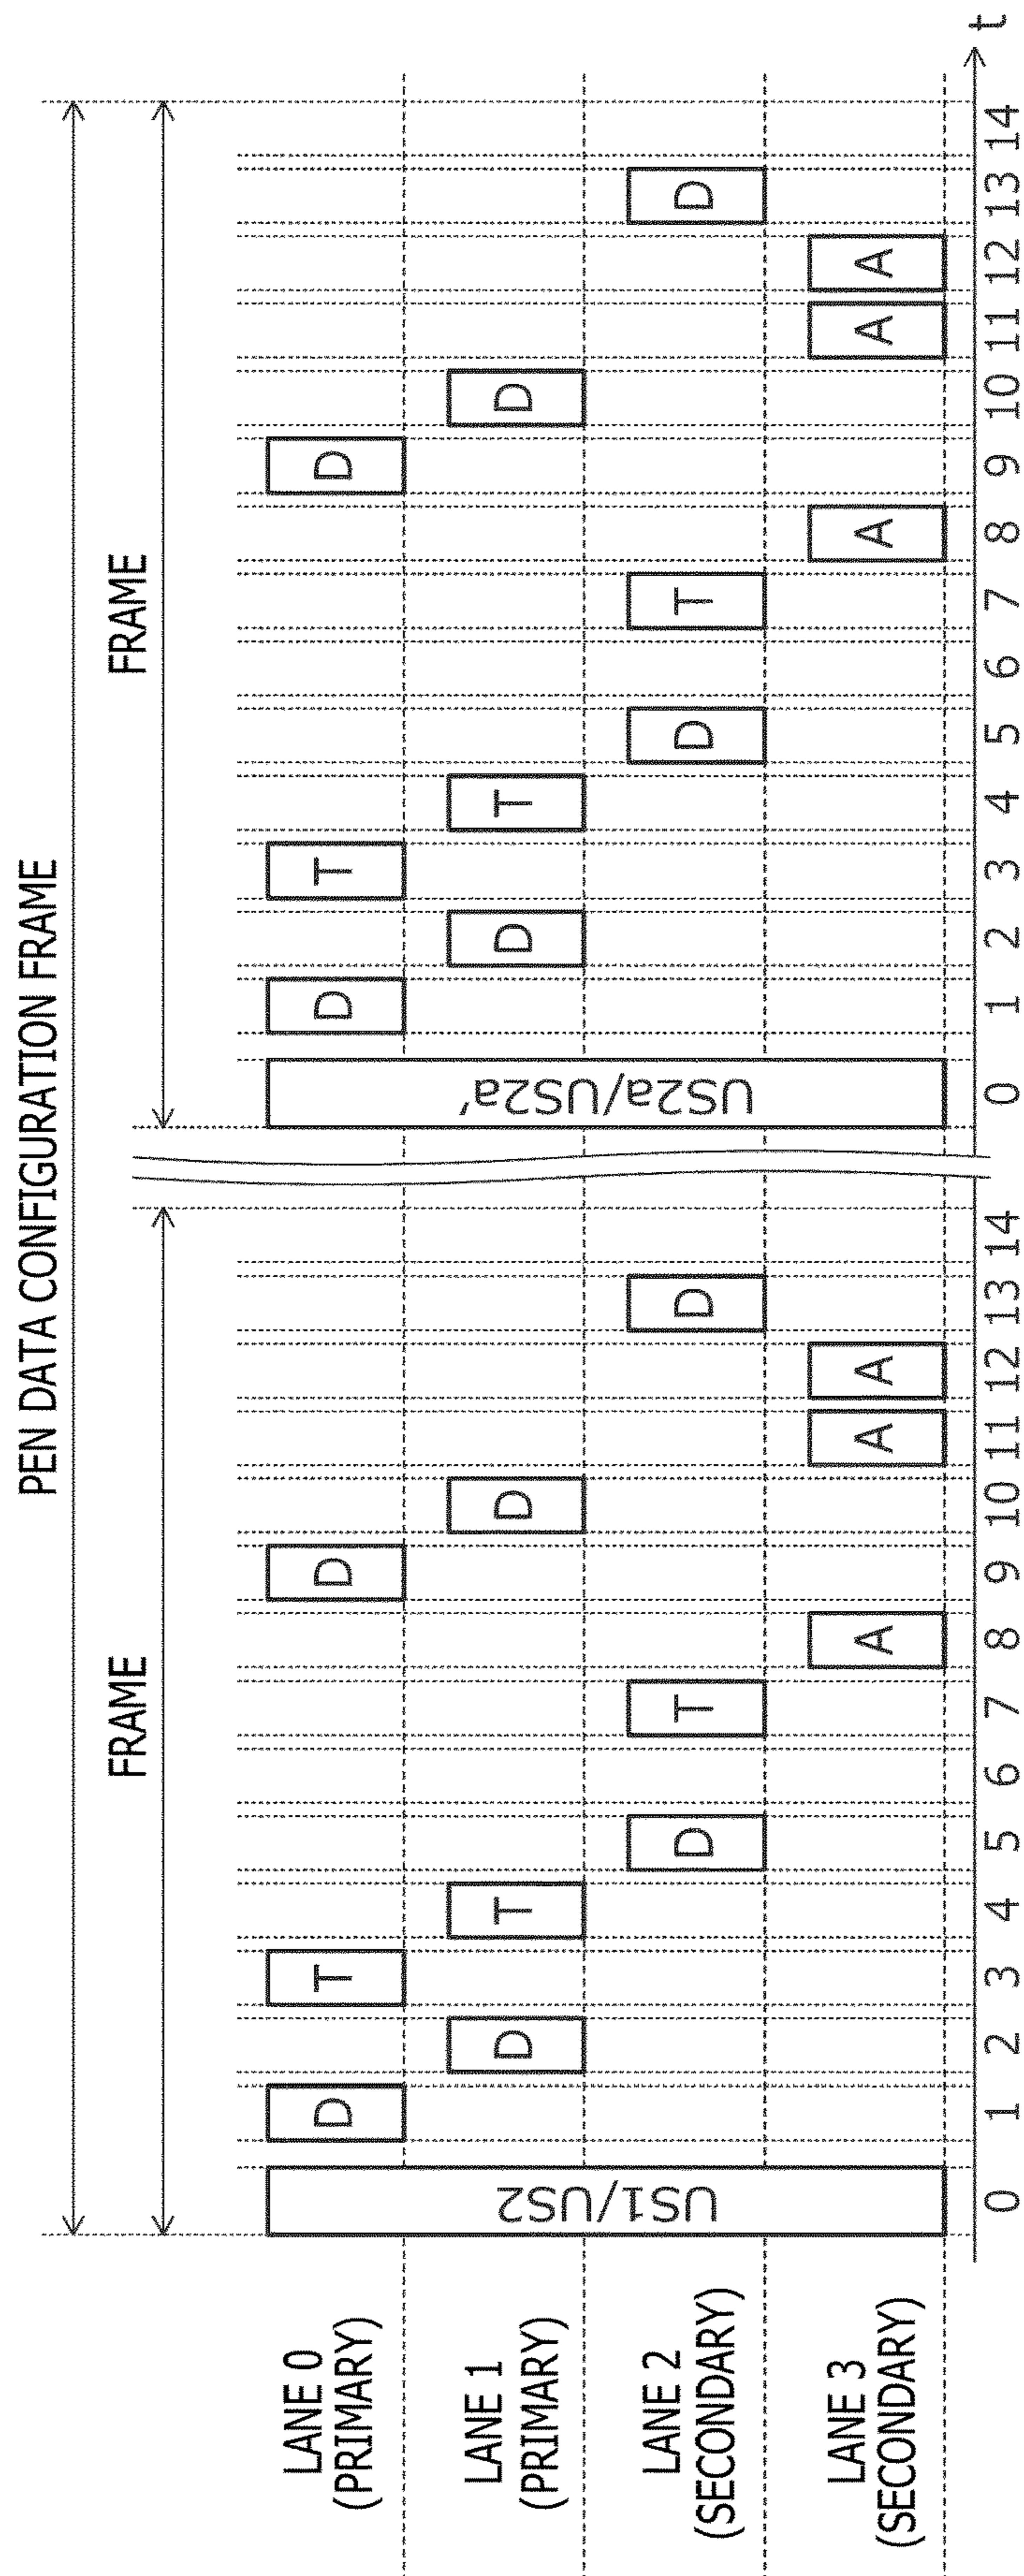 PEN DATA CONFIGURATION FRAME
FRAME
FRAME
LANE 0
(PRIMARY)
US1/US2
D
T
D
US2a/US2a'
D
T
D
LANE 1
(PRIMARY)
D
T
D
D
T
D
LANE 2
(SECONDARY)
D
T
D
D
T
D
LANE 3
(SECONDARY)
A
A
A
A
A
A
0 1 2 3 4 5 6 7 8 9 10 11 12 13 14 0 1 2 3 4 5 6 7 8 9 10 11 12 13 14 t